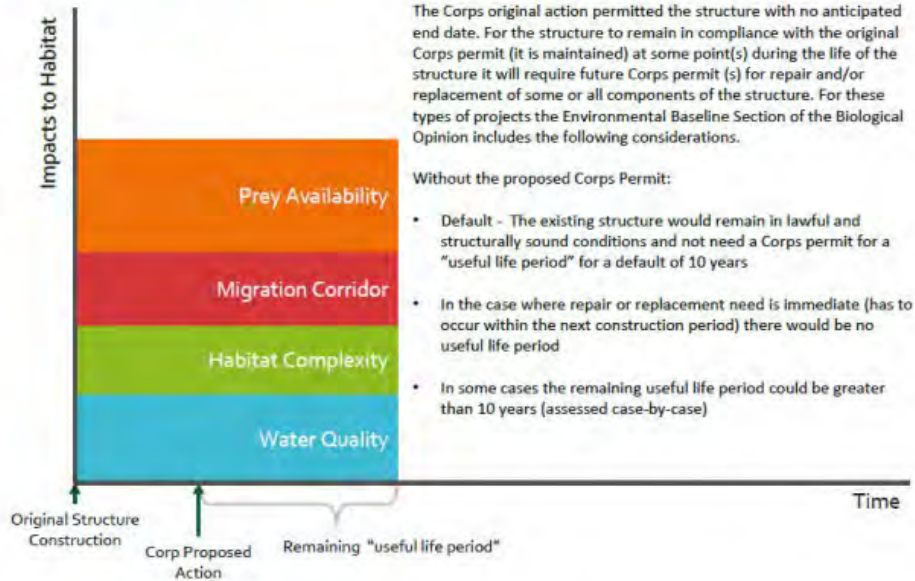 Impacts to Habitat
The Corps original action permitted the structure with no anticipated
end date. For the structure to remain in compliance with the original
Corps permit (it is maintained) at some point(s) during the life of the
structure it will require future Corps permit (s) for repair and/or
replacement of some or all components of the structure. For these
types of projects the Environmental Baseline Section of the Biological
Opinion includes the following considerations.
Without the proposed Corps Permit:
• Default - The existing structure would remain in lawful and
structurally sound conditions and not need a Corps permit for a
"useful life period" for a default of 10 years
• In the case where repair or replacement need is immediate (has to
occur within the next construction period) there would be no
useful life period
• In some cases the remaining useful life period could be greater
than 10 years (assessed case-by-case)
Prey Availability
Migration Corridor
Habitat Complexity
Water Quality
Time
Original Structure
Construction
Corp Proposed
Action
Remaining "useful life period"